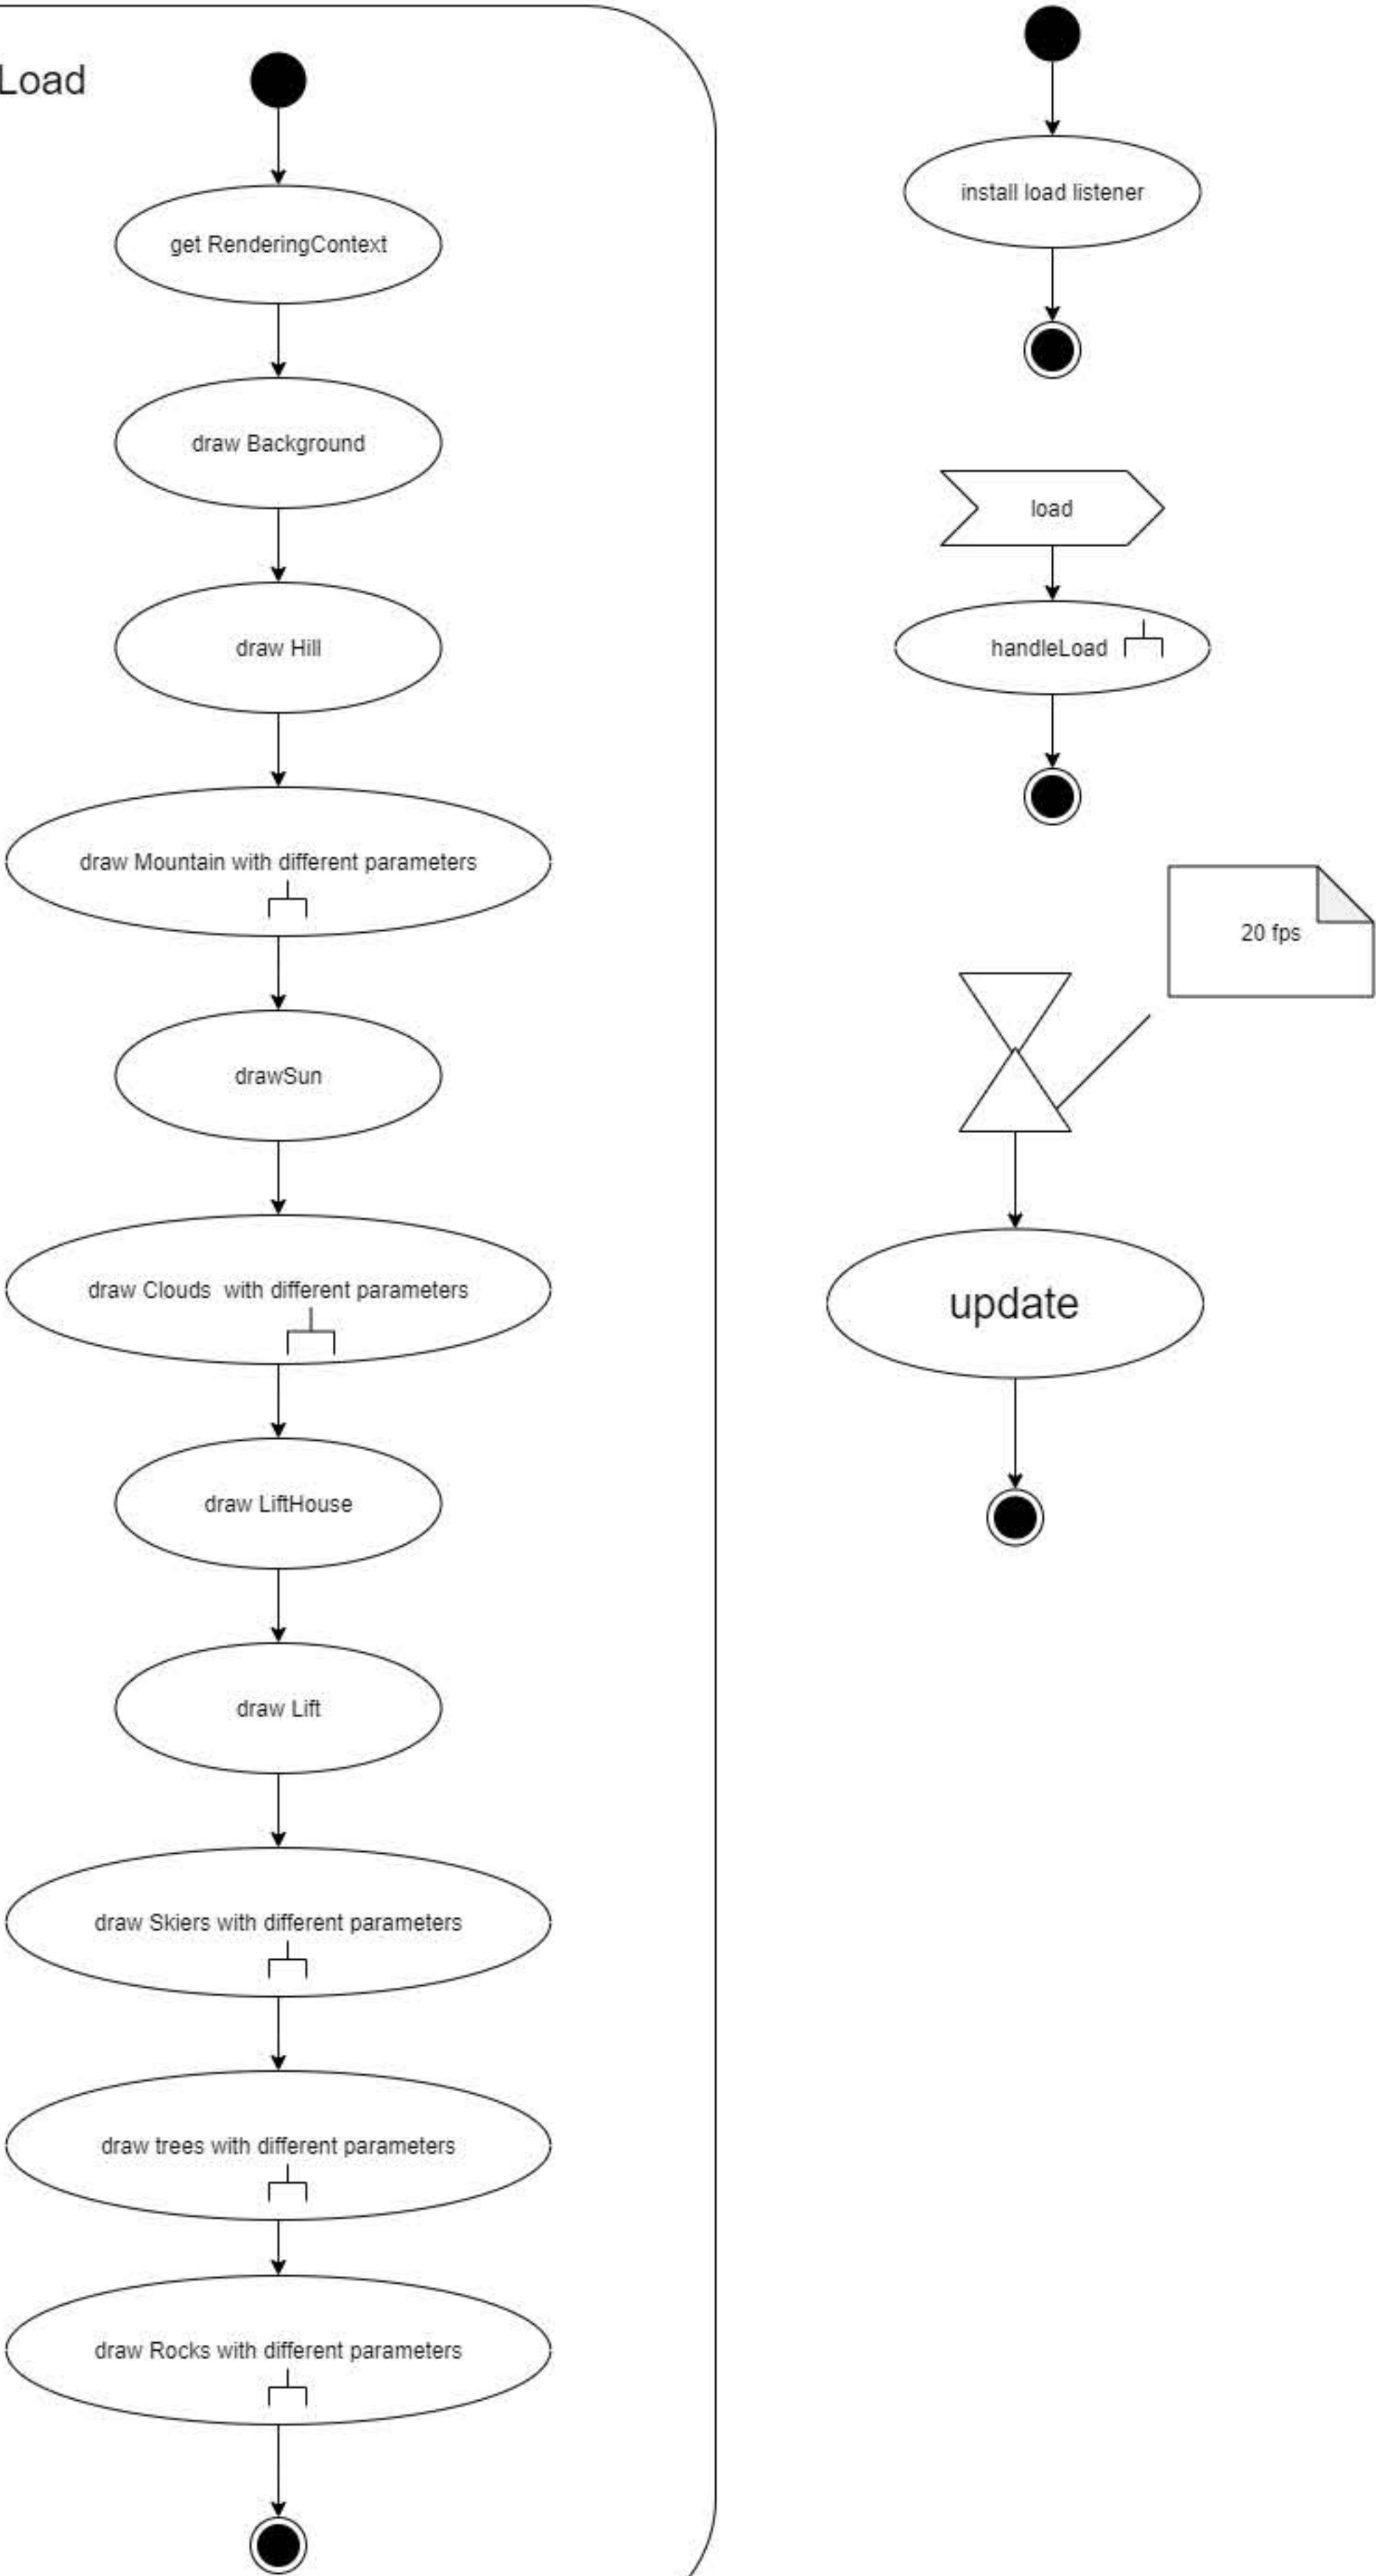 Load
get RenderingContext
draw Background
draw Hill
draw Mountain with different parameters
drawSun
draw Clouds  with different parameters
draw LiftHouse
draw Lift
draw Skiers with different parameters
draw trees with different parameters
draw Rocks with different parameters
install load listener
load
handleLoad
20 fps
update